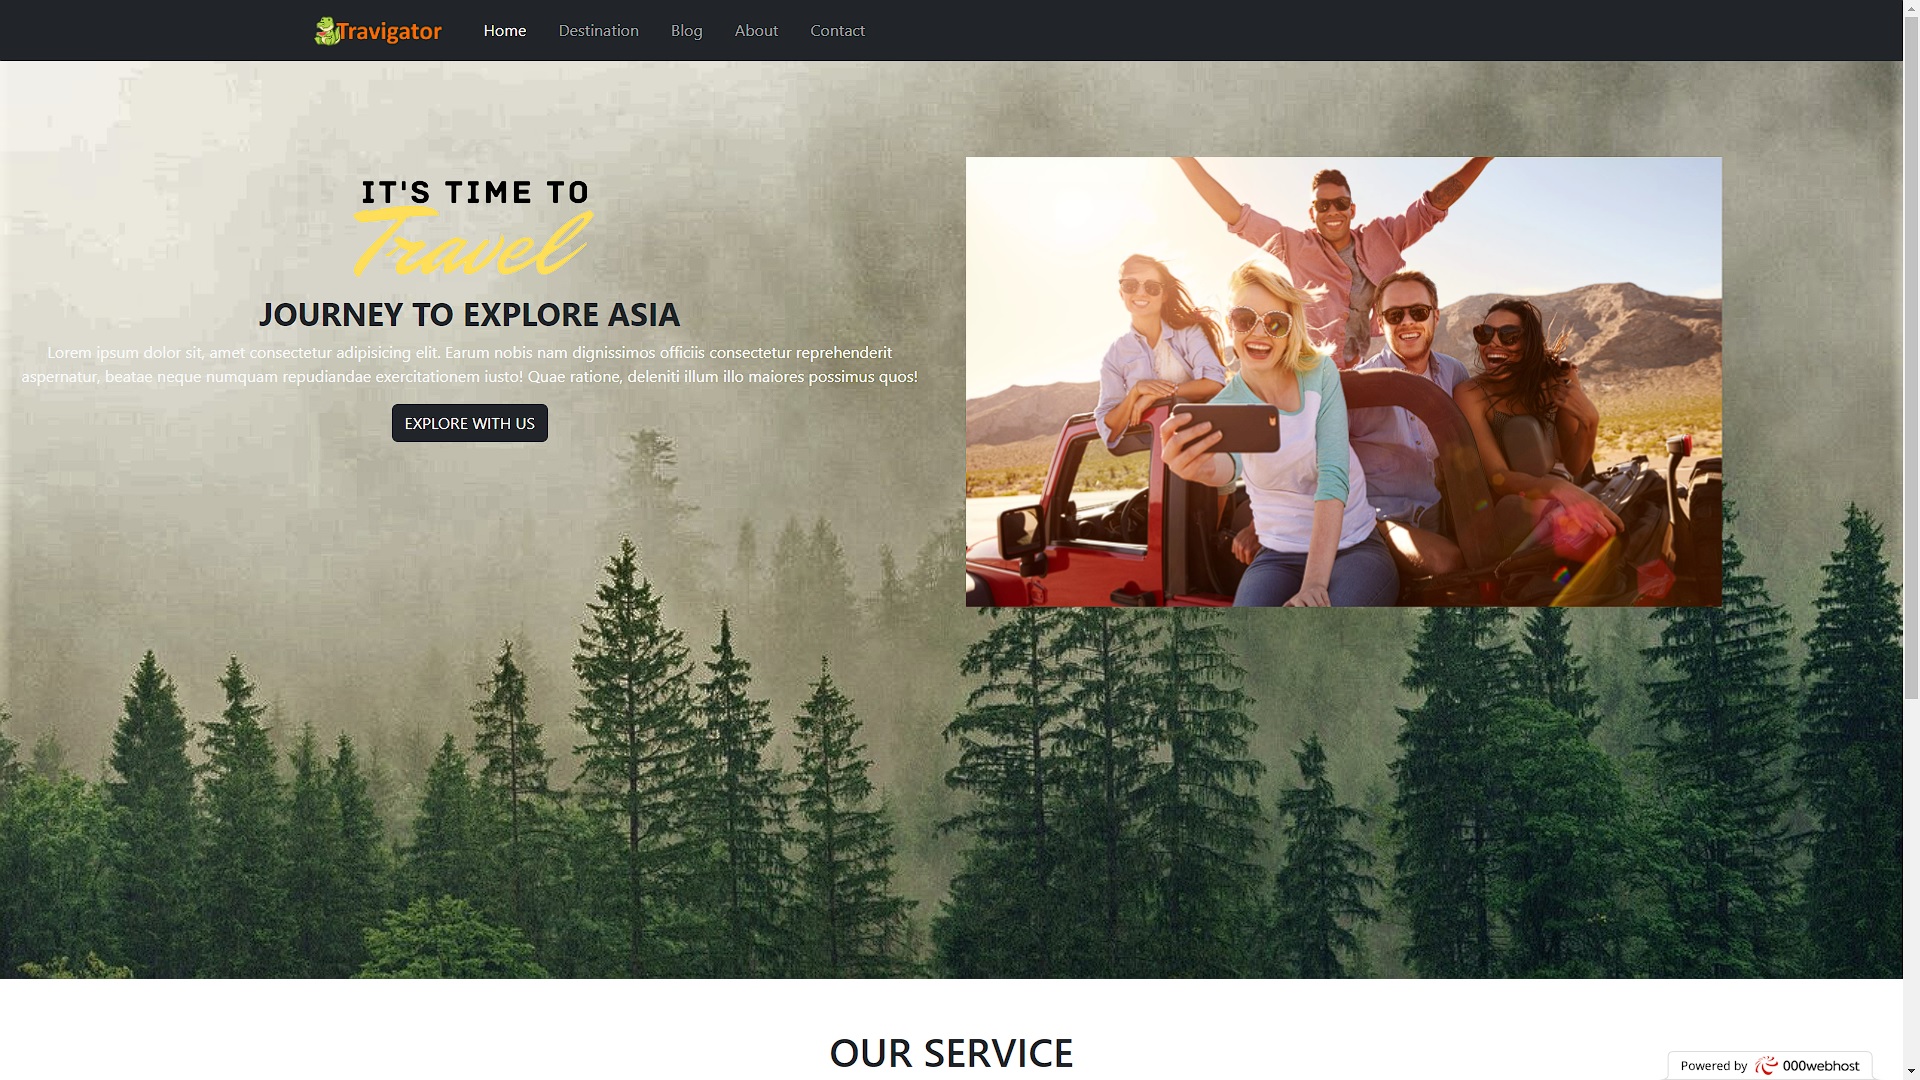 Travigator
Home
Destination
Blog
About
Contact
IT'S TIME TO
Travel
JOURNEY TO EXPLORE ASIA
Lorem ipsum dolor sit, amet consectetur adipisicing elit. Earum nobis nam dignissimos officiis consectetur reprehenderit
aspernatur, beatae neque numquam repudiandae exercitationem iusto! Quae ratione, deleniti illum illo maiores possimus quos!
EXPLORE WITH US
OUR SERVICE
Powered by 000webhost